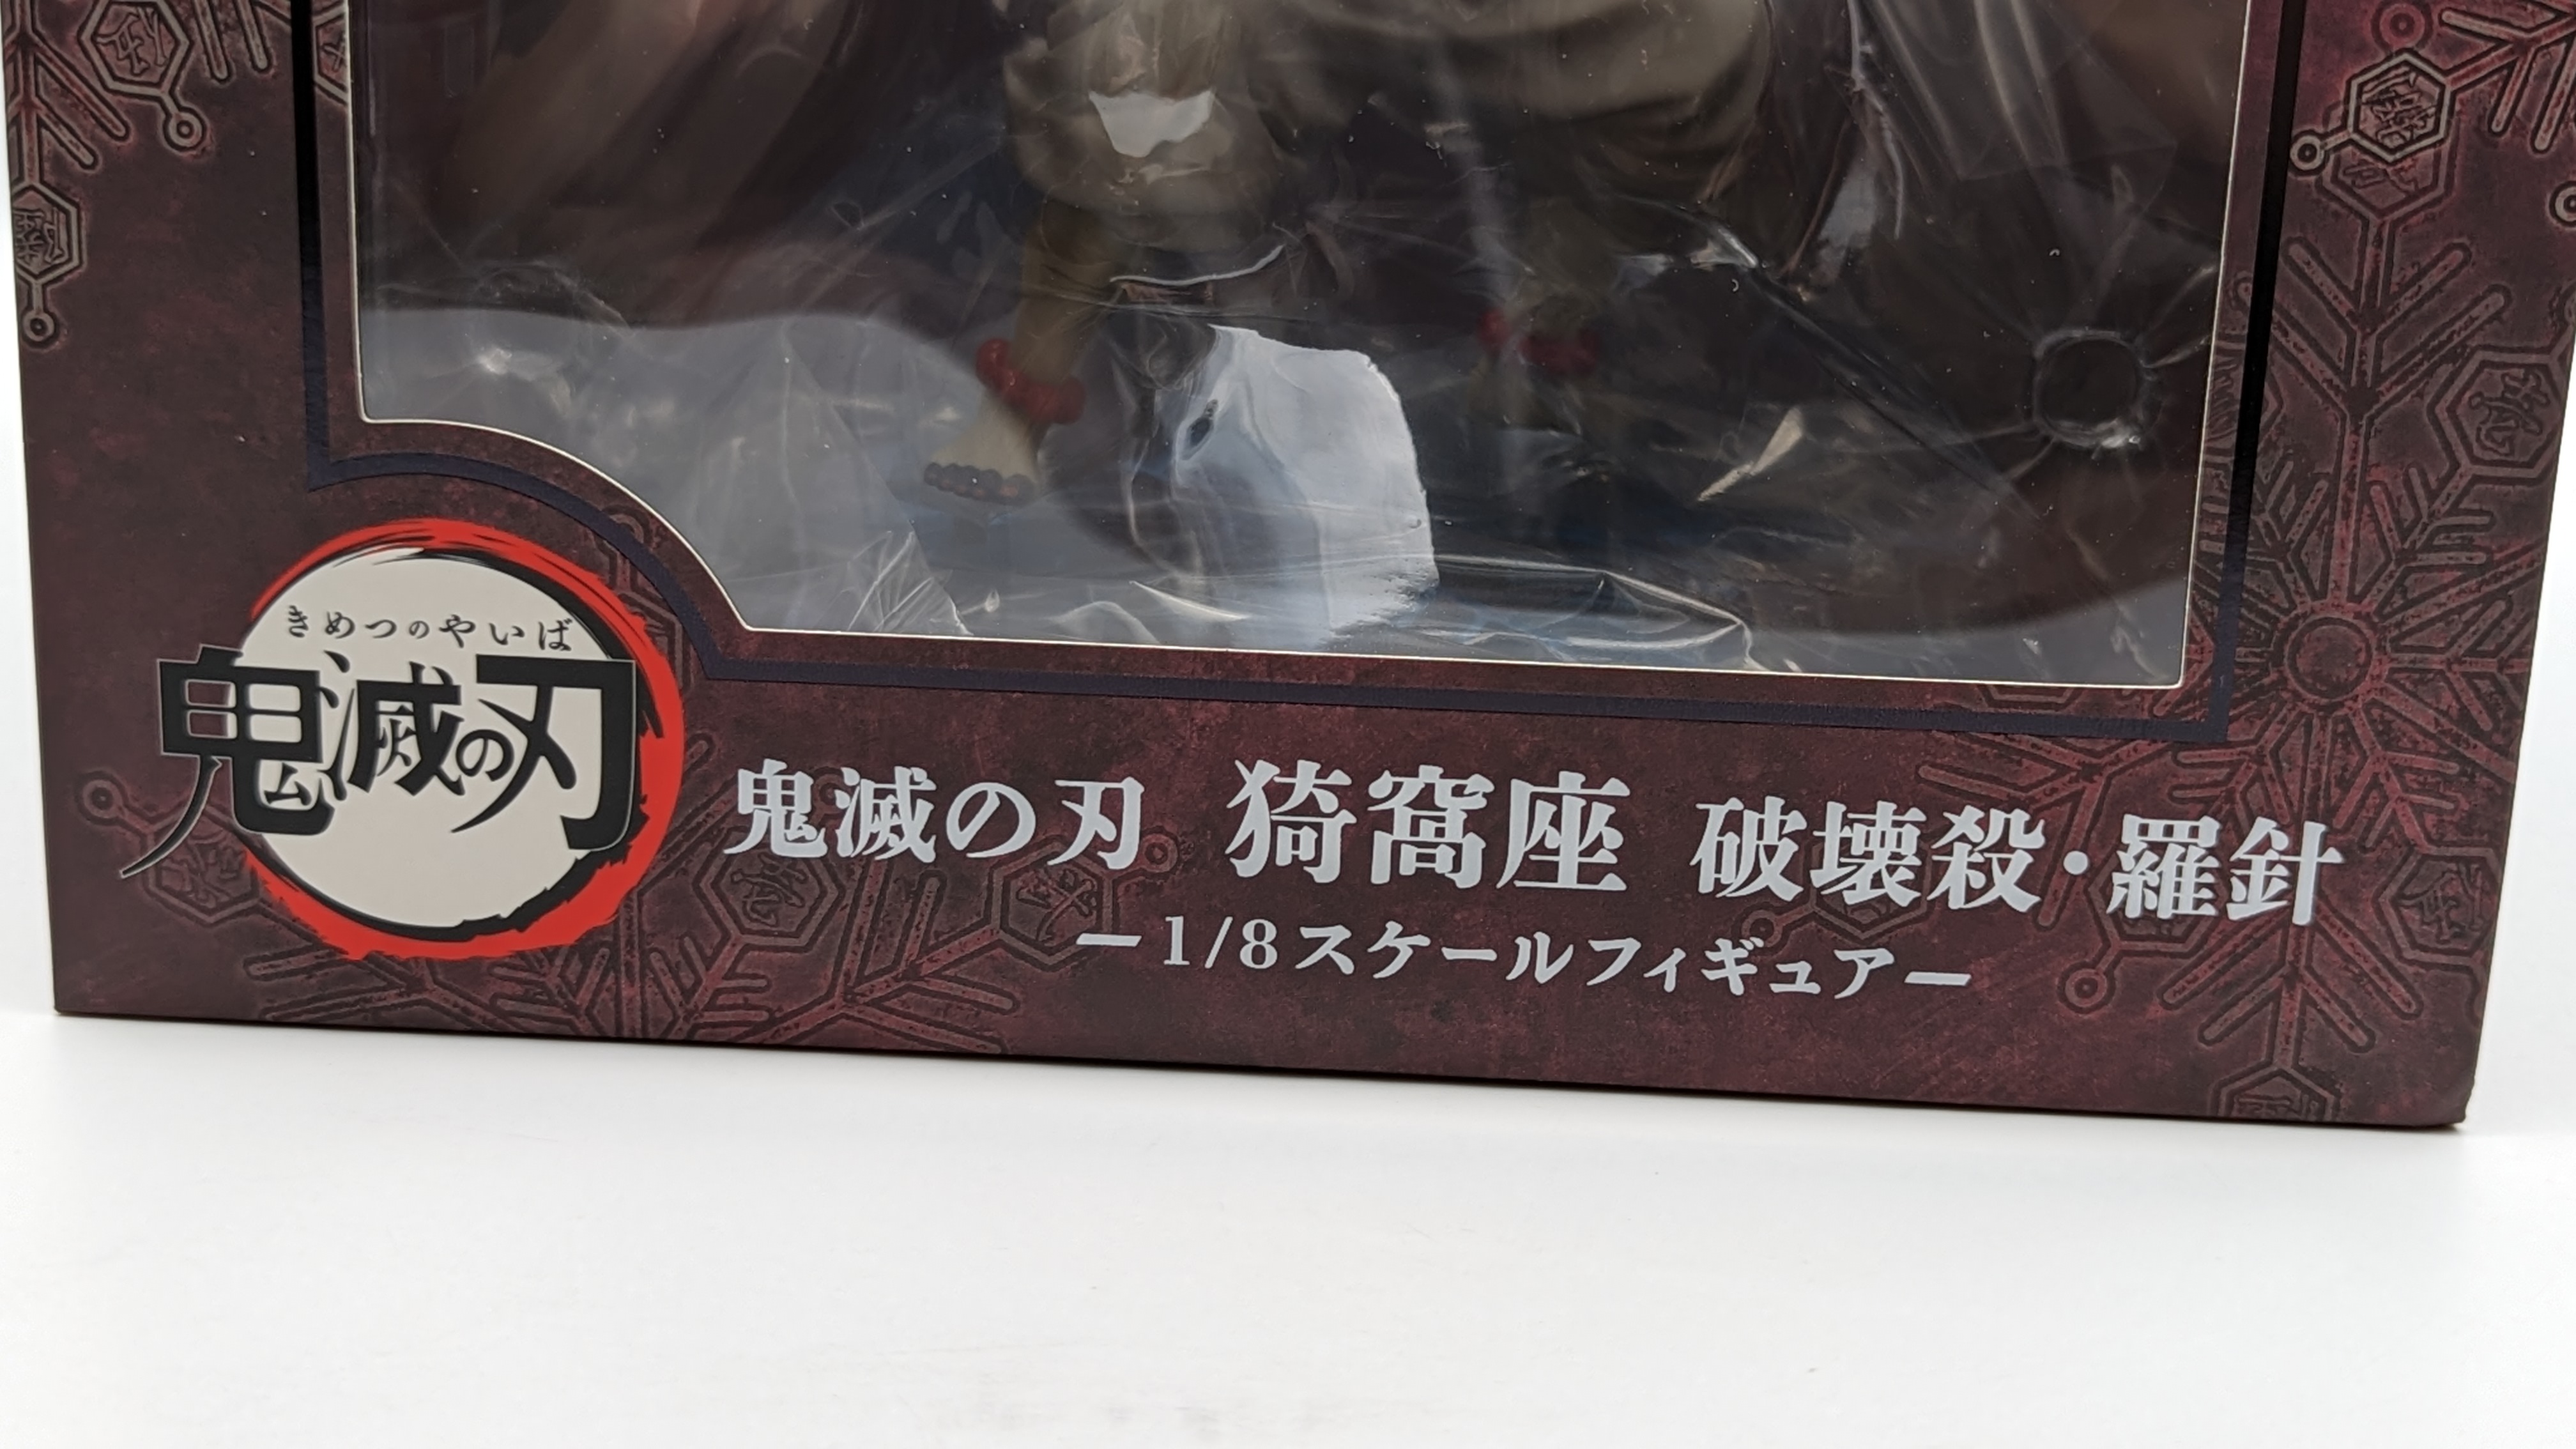 きめつのやいば
鬼滅の刃
鬼滅の刃 猗窩座 破壊殺・羅針
ー1/8スケールフィギュアー